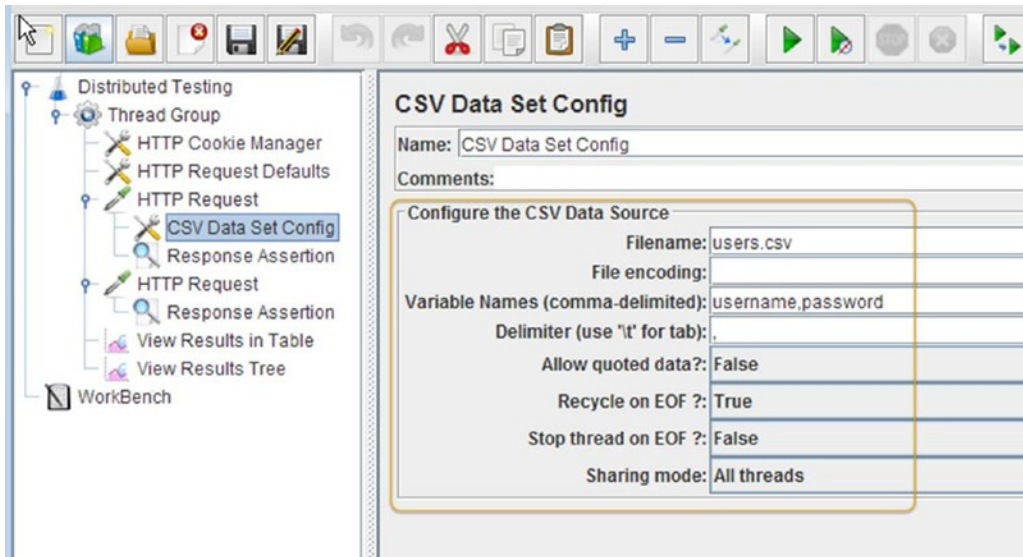 STOP
Distributed Testing
Thread Group
HTTP Cookie Manager
HTTP Request Defaults
HTTP Request
CSV Data Set Config
Response Assertion
HTTP Request
Response Assertion
View Results in Table
View Results Tree
WorkBench
CSV Data Set Config
Name: CSV Data Set Config
Comments:
Configure the CSV Data Source
Filename: users.csv
File encoding:
Variable Names (comma-delimited): username,password
Delimiter (use '\t' for tab): ,
Allow quoted data?: False
Recycle on EOF ?: True
Stop thread on EOF ?: False
Sharing mode: All threads